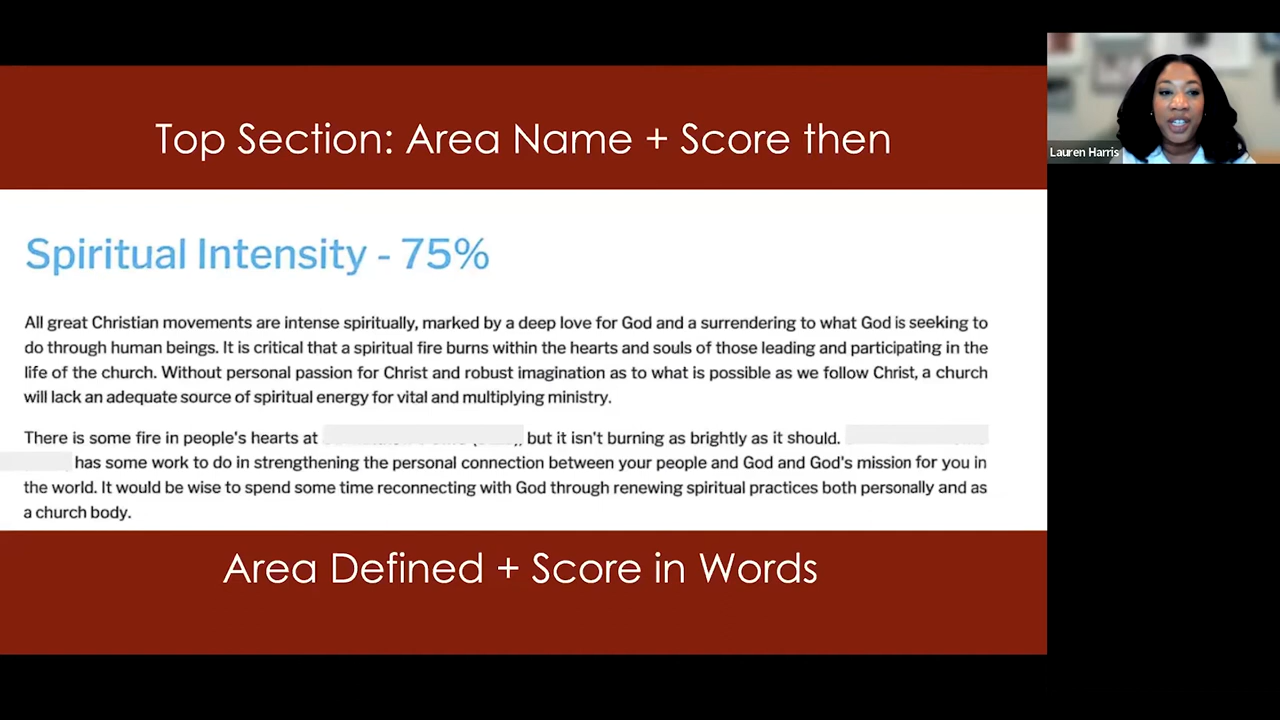 Top Section: Area Name + Score then
Lauren Harris
Spiritual Intensity - 75%
All great Christian movements are intense spiritually, marked by a deep love for God and a surrendering to what God is seeking to
do through human beings. It is critical that a spiritual fire burns within the hearts and souls of those leading and participating in the
life of the church. Without personal passion for Christ and robust imagination as to what is possible as we follow Christ, a church
will lack an adequate source of spiritual energy for vital and multiplying ministry.
There is some fire in people's hearts at , but it isn't burning as brightly as it should.
has some work to do in strengthening the personal connection between your people and God and God's mission for you in
the world. It would be wise to spend some time reconnecting with God through renewing spiritual practices both personally and as
a church body.
Area Defined + Score in Words